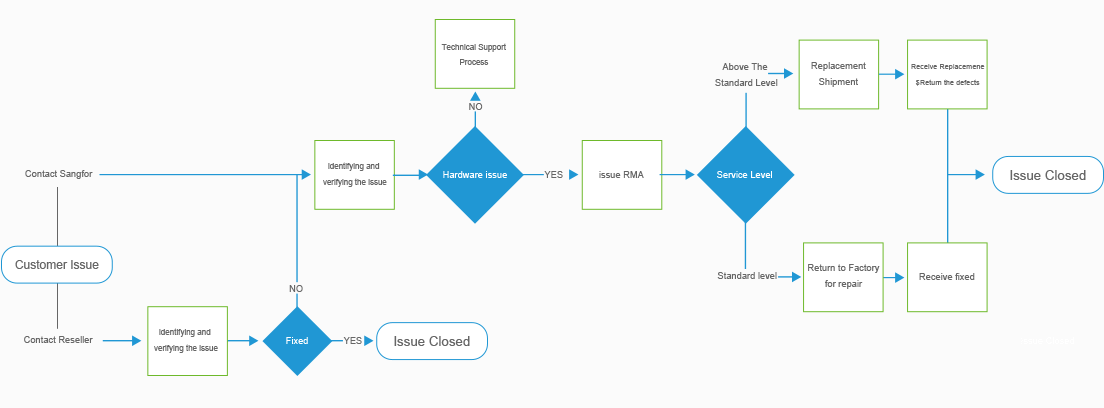 Technical Support
Process
NO
Above The
Standard Level
Replacement
Shipment
Receive Replacemene
$Return the defects
Contact Sangfor
Identifying and
verifying the issue
Hardware issue
YES
issue RMA
Service Level
Issue Closed
Customer Issue
Standard level
Return to Factory
for repair
Receive fixed
NO
Contact Reseller
Identifying and
verifying the issue
Fixed
YES
Issue Closed